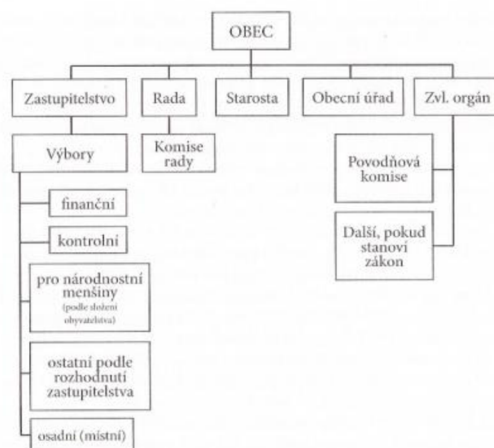 OBEC
Zastupitelstvo
Rada
Starosta
Obecní úřad
Zvl. orgán
Výbory
Komise
rady
Povodňová
komise
finanční
kontrolní
Další, pokud
stanoví
zákon
pro národnostní
menšiny
(podle složení
obyvatelstva)
ostatní podle
rozhodnutí
zastupitelstva
osadní (místní)